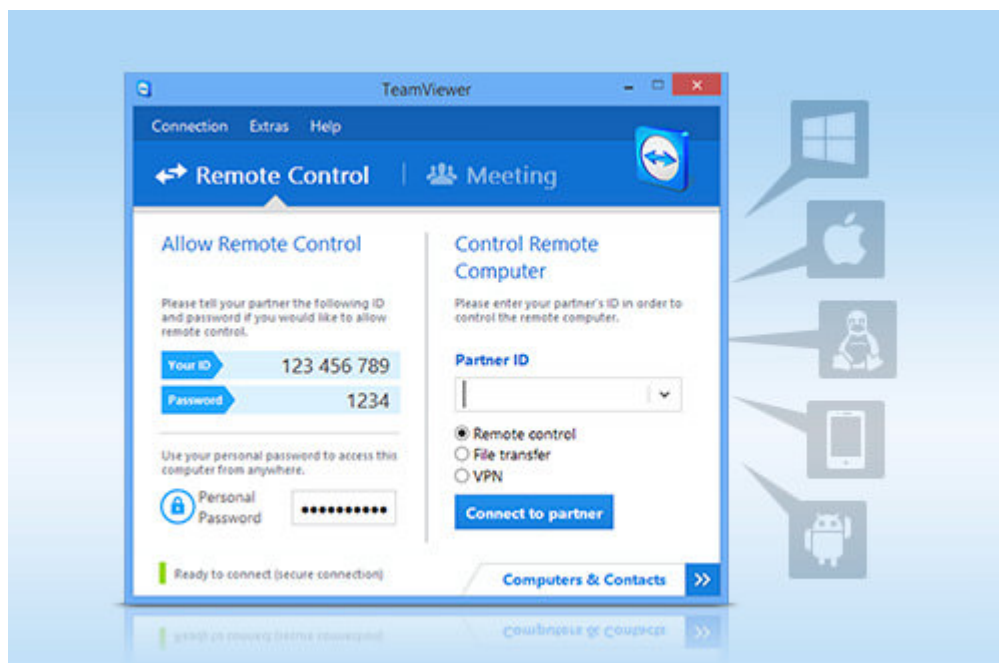 TeamViewer
Connection Extras Help
Remote Control
Meeting
Allow Remote Control
Please tell your partner the following ID
and password if you would like to allow
remote control.
Your ID 123 456 789
Password 1234
Use your personal password to access this
computer from anywhere.
Personal
Password
Ready to connect (secure connection)
Control Remote
Computer
Please enter your partner's ID in order to
control the remote computer.
Partner ID
Remote control
File transfer
VPN
Connect to partner
Computers & Contacts